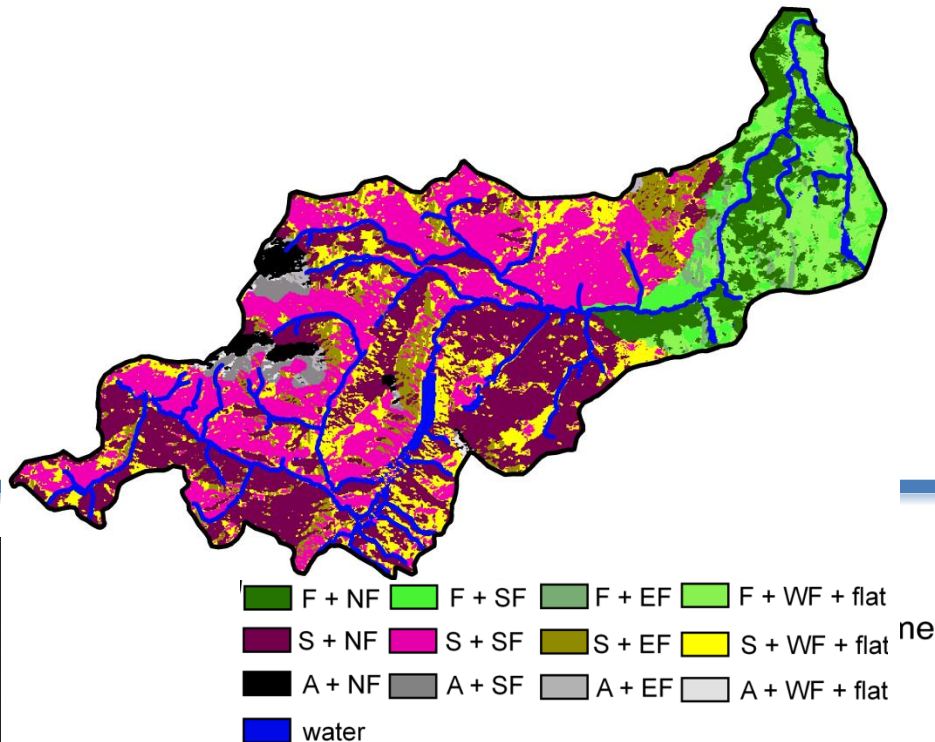 F + NF F + SF F + EF F + WF + flat
S + NF S + SF S + EF S + WF + flat
A + NF A + SF A + EF A + WF + flat
water